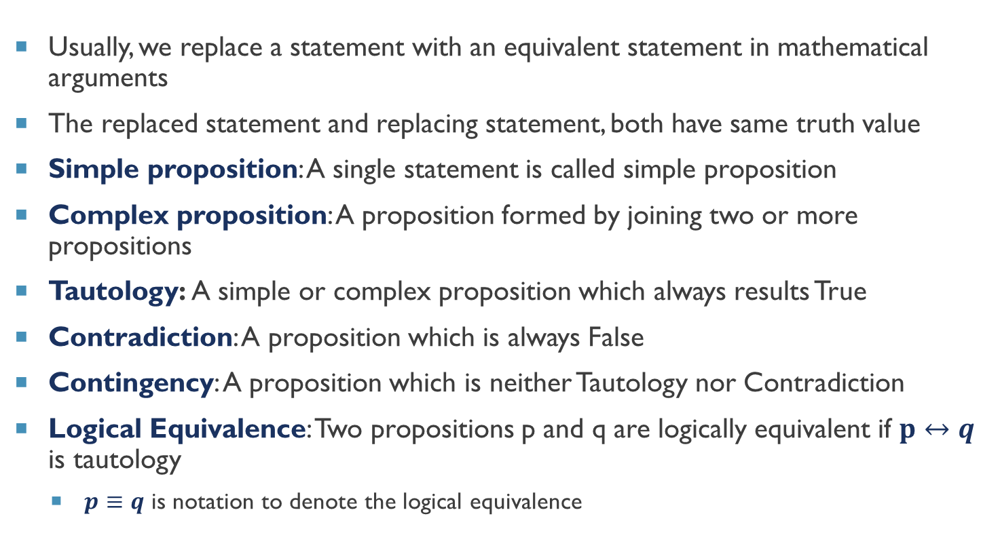 Usually, we replace a statement with an equivalent statement in mathematical
arguments
The replaced statement and replacing statement, both have same truth value
Simple proposition: A single statement is called simple proposition
Complex proposition: A proposition formed by joining two or more
propositions
Tautology: A simple or complex proposition which always results True
Contradiction: A proposition which is always False
Contingency: A proposition which is neither Tautology nor Contradiction
Logical Equivalence: Two propositions p and q are logically equivalent if p ↔ q
is tautology
p ≡ q is notation to denote the logical equivalence